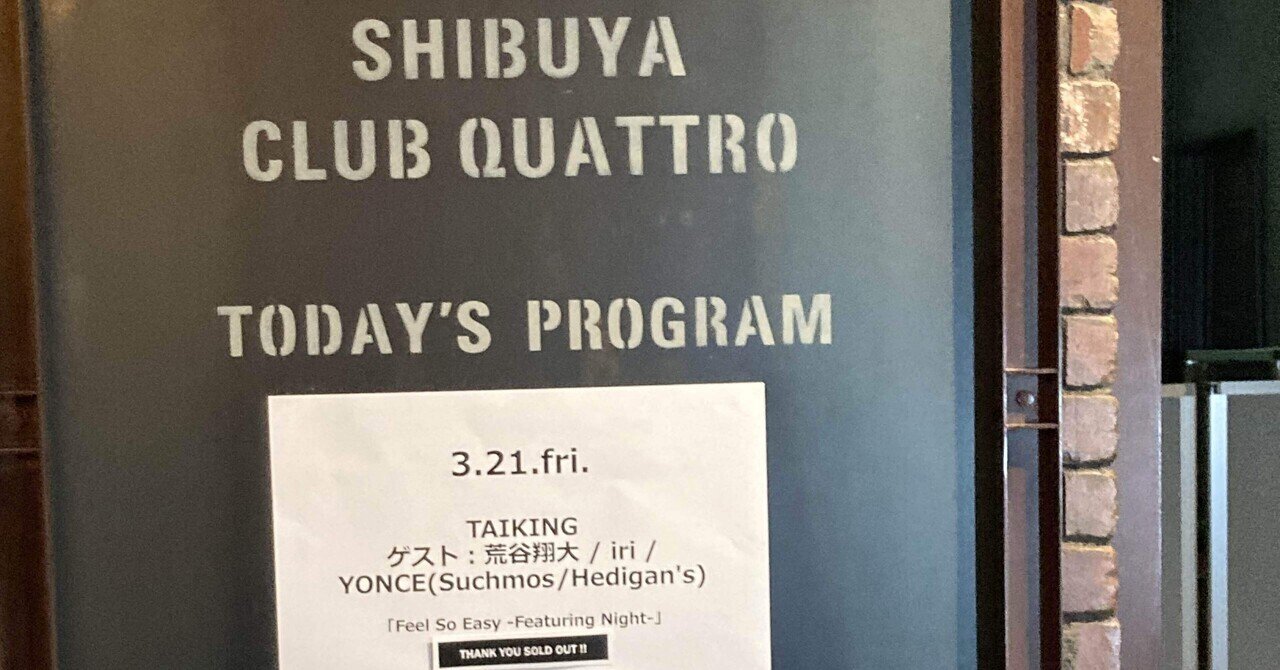 SHIBUYA
CLUB QUATTRO
TODAY'S PROGRAM
3.21.fri.
TAIKING
ゲスト：荒谷翔大 / iri /
YONCE(Suchmos/Hedigan's)
「Feel So Easy -Featuring Night-」
THANK YOU SOLD OUT !!